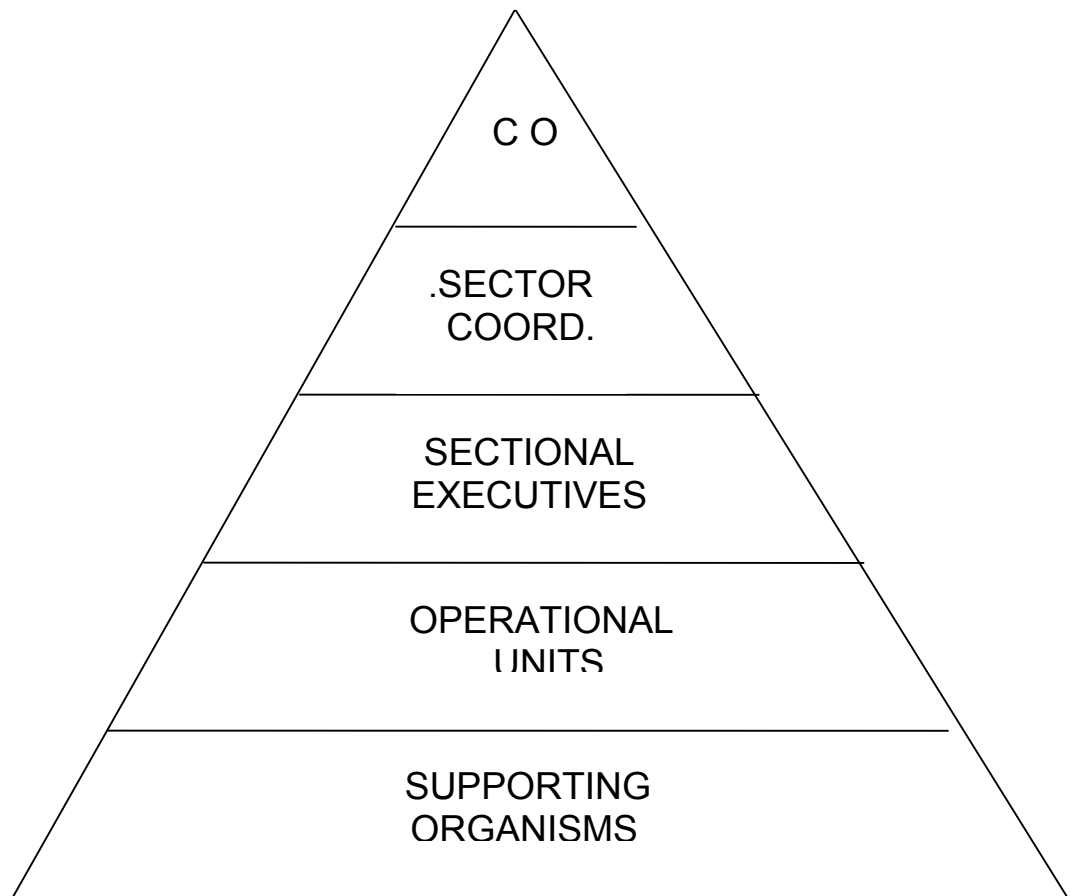 C O
.SECTOR
COORD.
SECTIONAL
EXECUTIVES
OPERATIONAL
UNITS
SUPPORTING
ORGANISMS